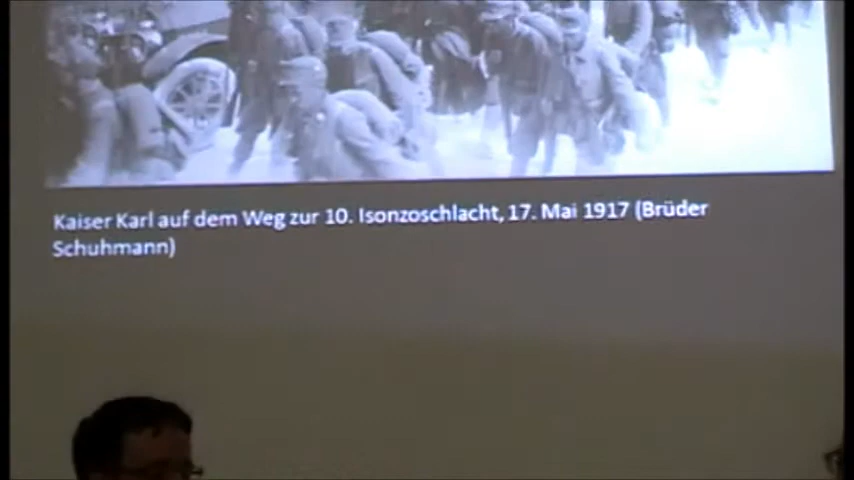 Kaiser Karl auf dem Weg zur 10. Isonzoschlacht, 17. Mai 1917 (Brüder
Schuhmann)